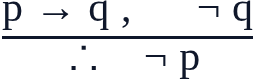 p → q , ¬ q
∴ ¬ p